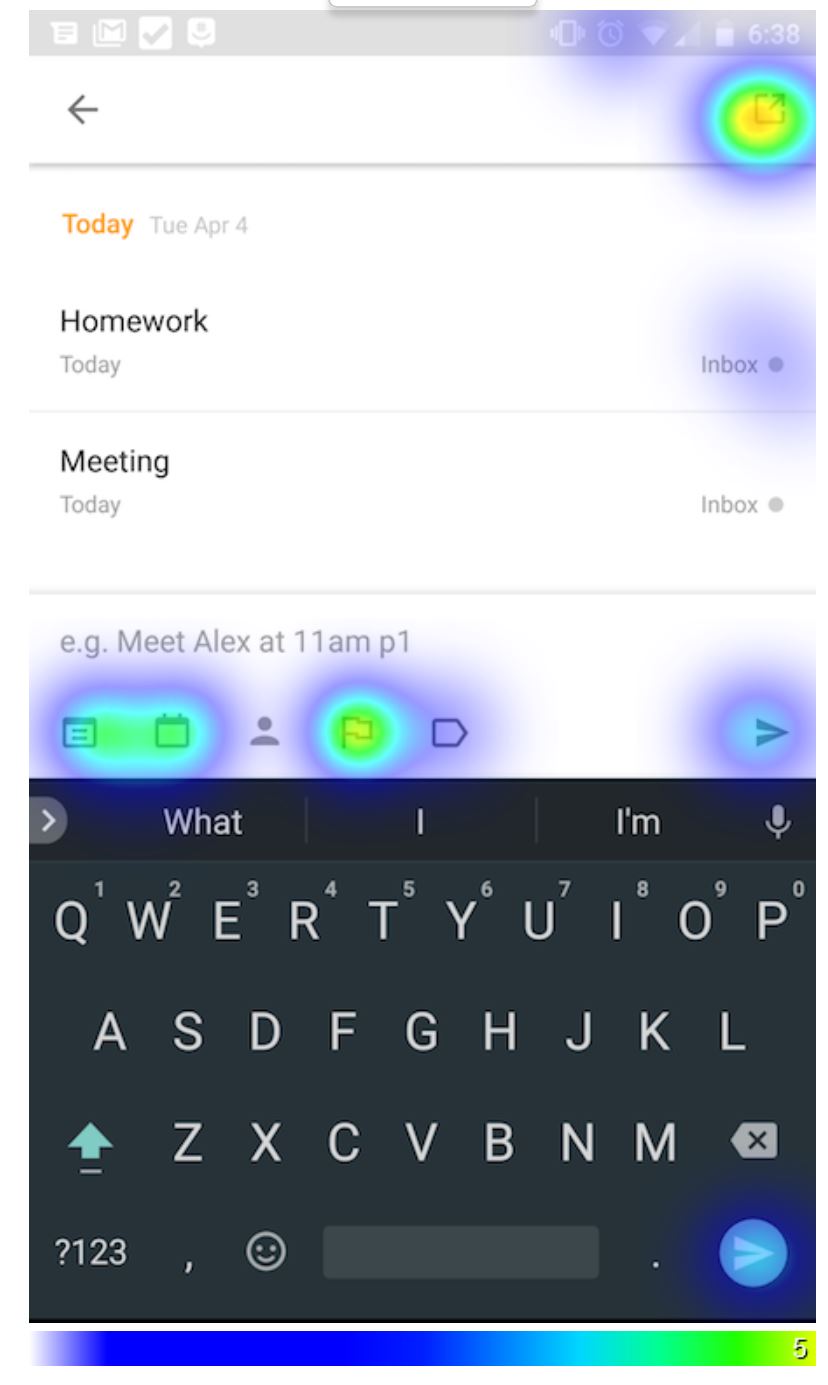 6:38
Today Tue Apr 4
Homework
Today Inbox
Meeting
Today Inbox
e.g. Meet Alex at 11am p1
What I I'm
1 2 3 4 5 6 7 8 9 0
Q W E R T Y U I O P
A S D F G H J K L
Z X C V B N M
?123 , .
5